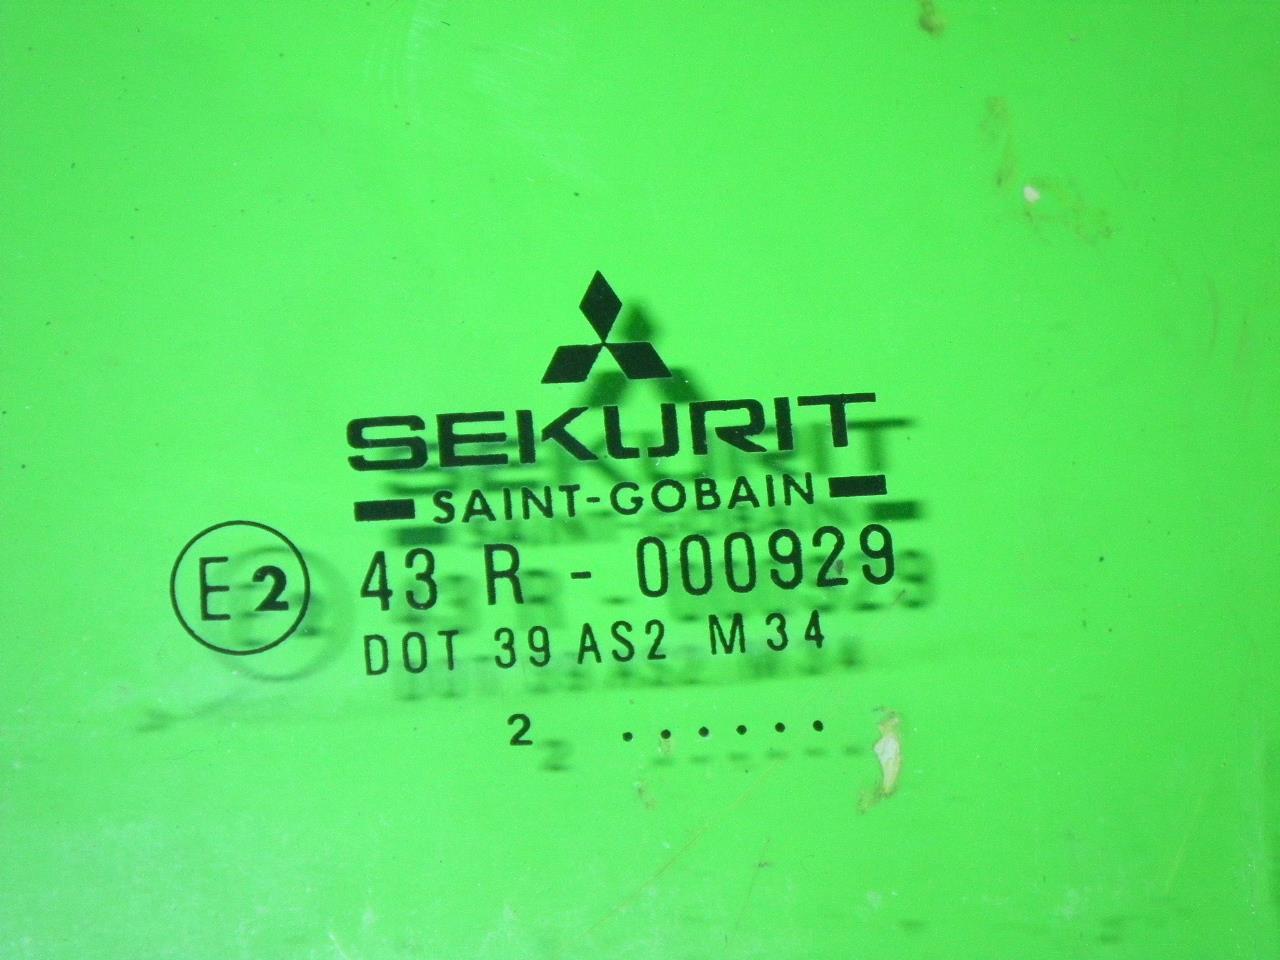 SEKURIT
SAINT-GOBAIN
E2 43 R - 000929
DOT 39 AS2 M34
2 ......